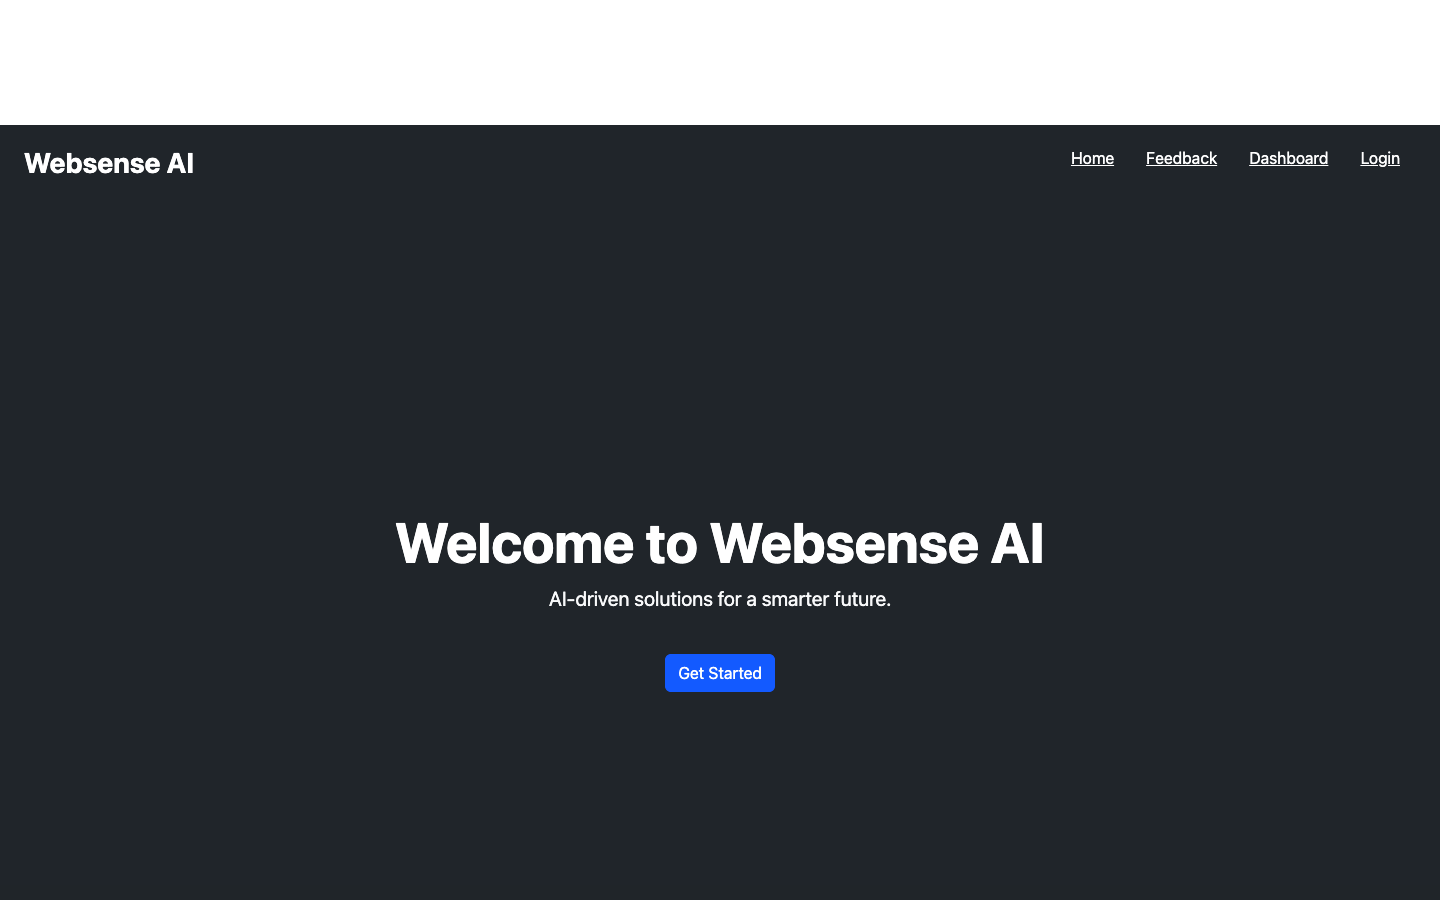 Websense AI
Home Feedback Dashboard Login
Welcome to Websense AI
AI-driven solutions for a smarter future.
Get Started